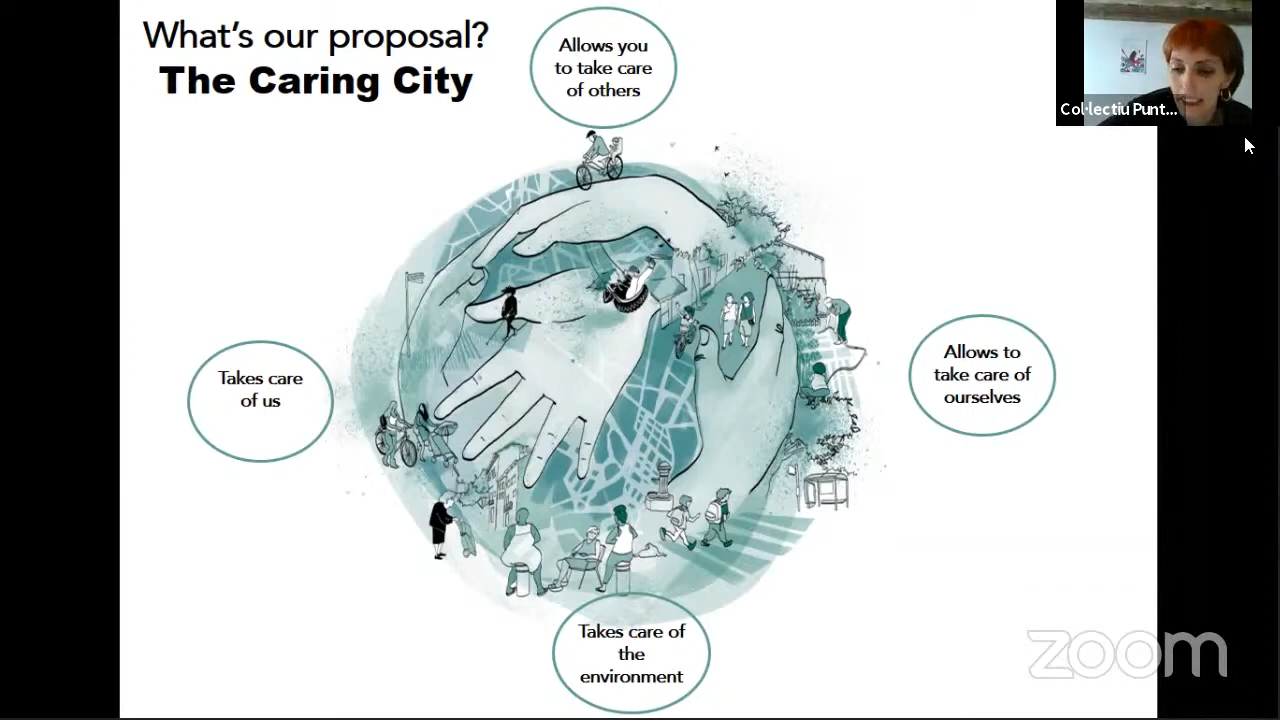 What's our proposal?
The Caring City
Allows you
to take care
of others
Col·lectiu Punt...
Takes care
of us
Allows to
take care of
ourselves
Takes care of
the
environment
zoom